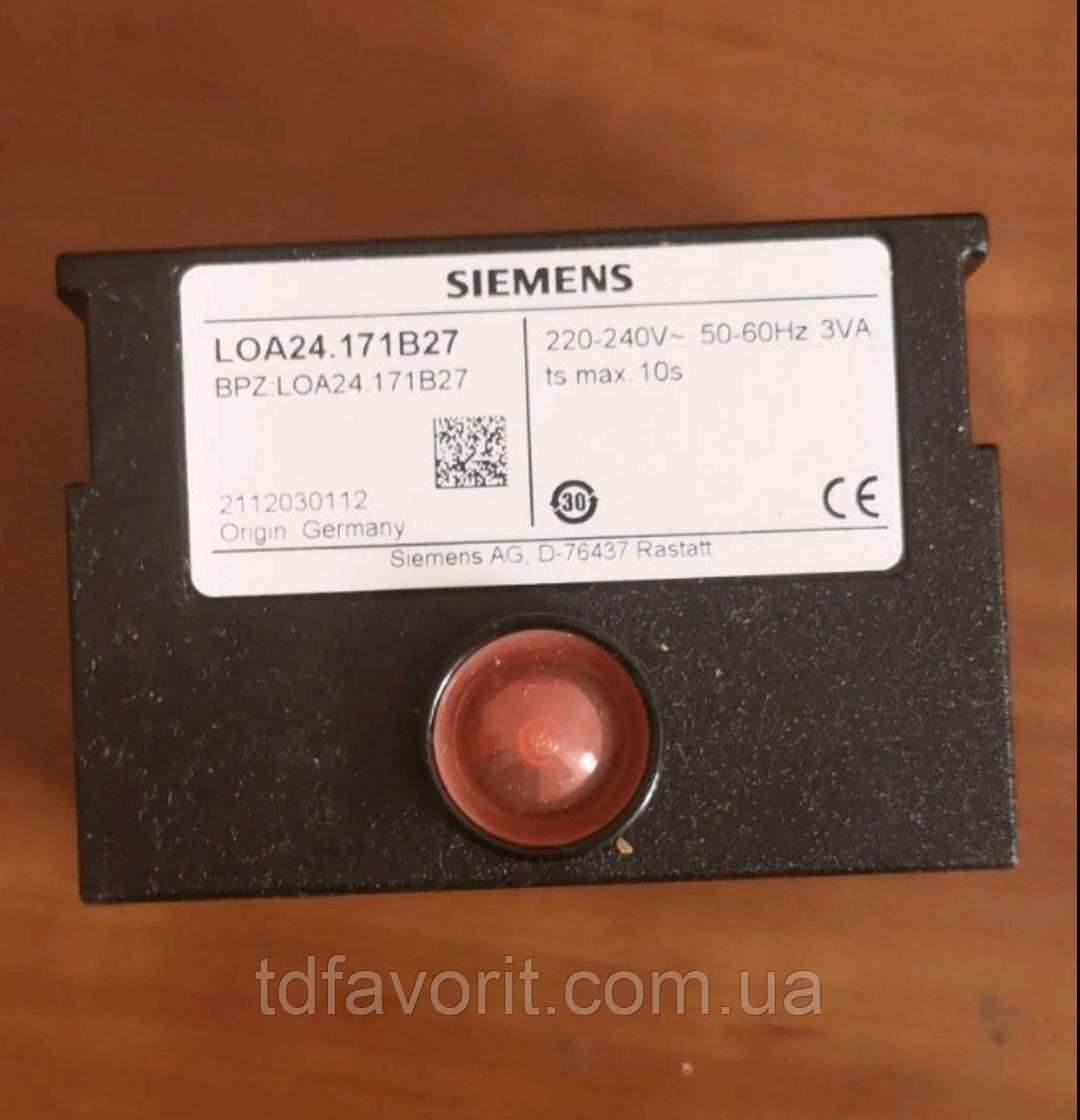 SIEMENS
LOA24.171B27
BPZ:LOA24.171B27
2112030112
Origin Germany
220-240V~ 50-60Hz 3VA
ts max. 10s
30
CE
Siemens AG, D-76437 Rastatt
tdfavorit.com.ua